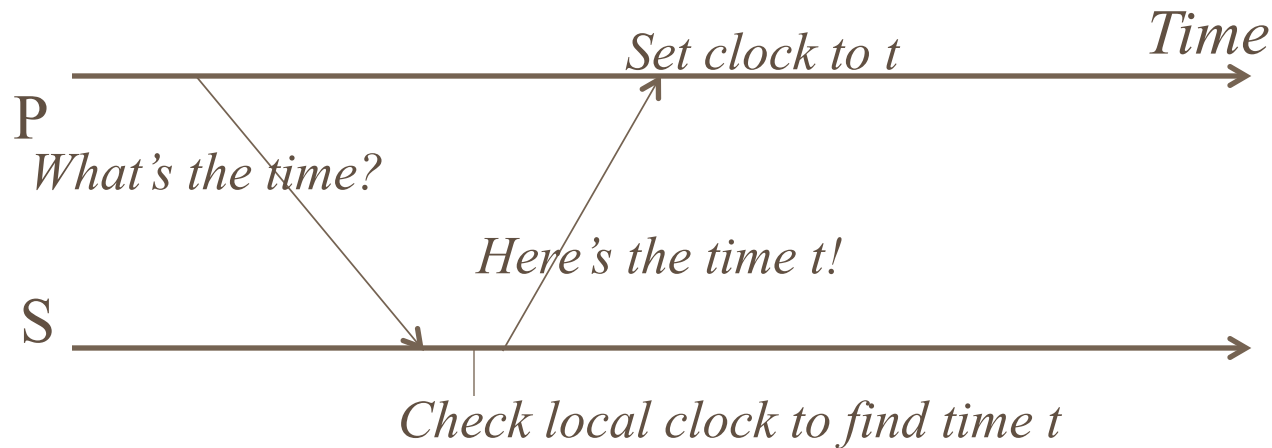 Time
Set clock to t
P
What’s the time?
Here’s the time t!
S
Check local clock to find time t